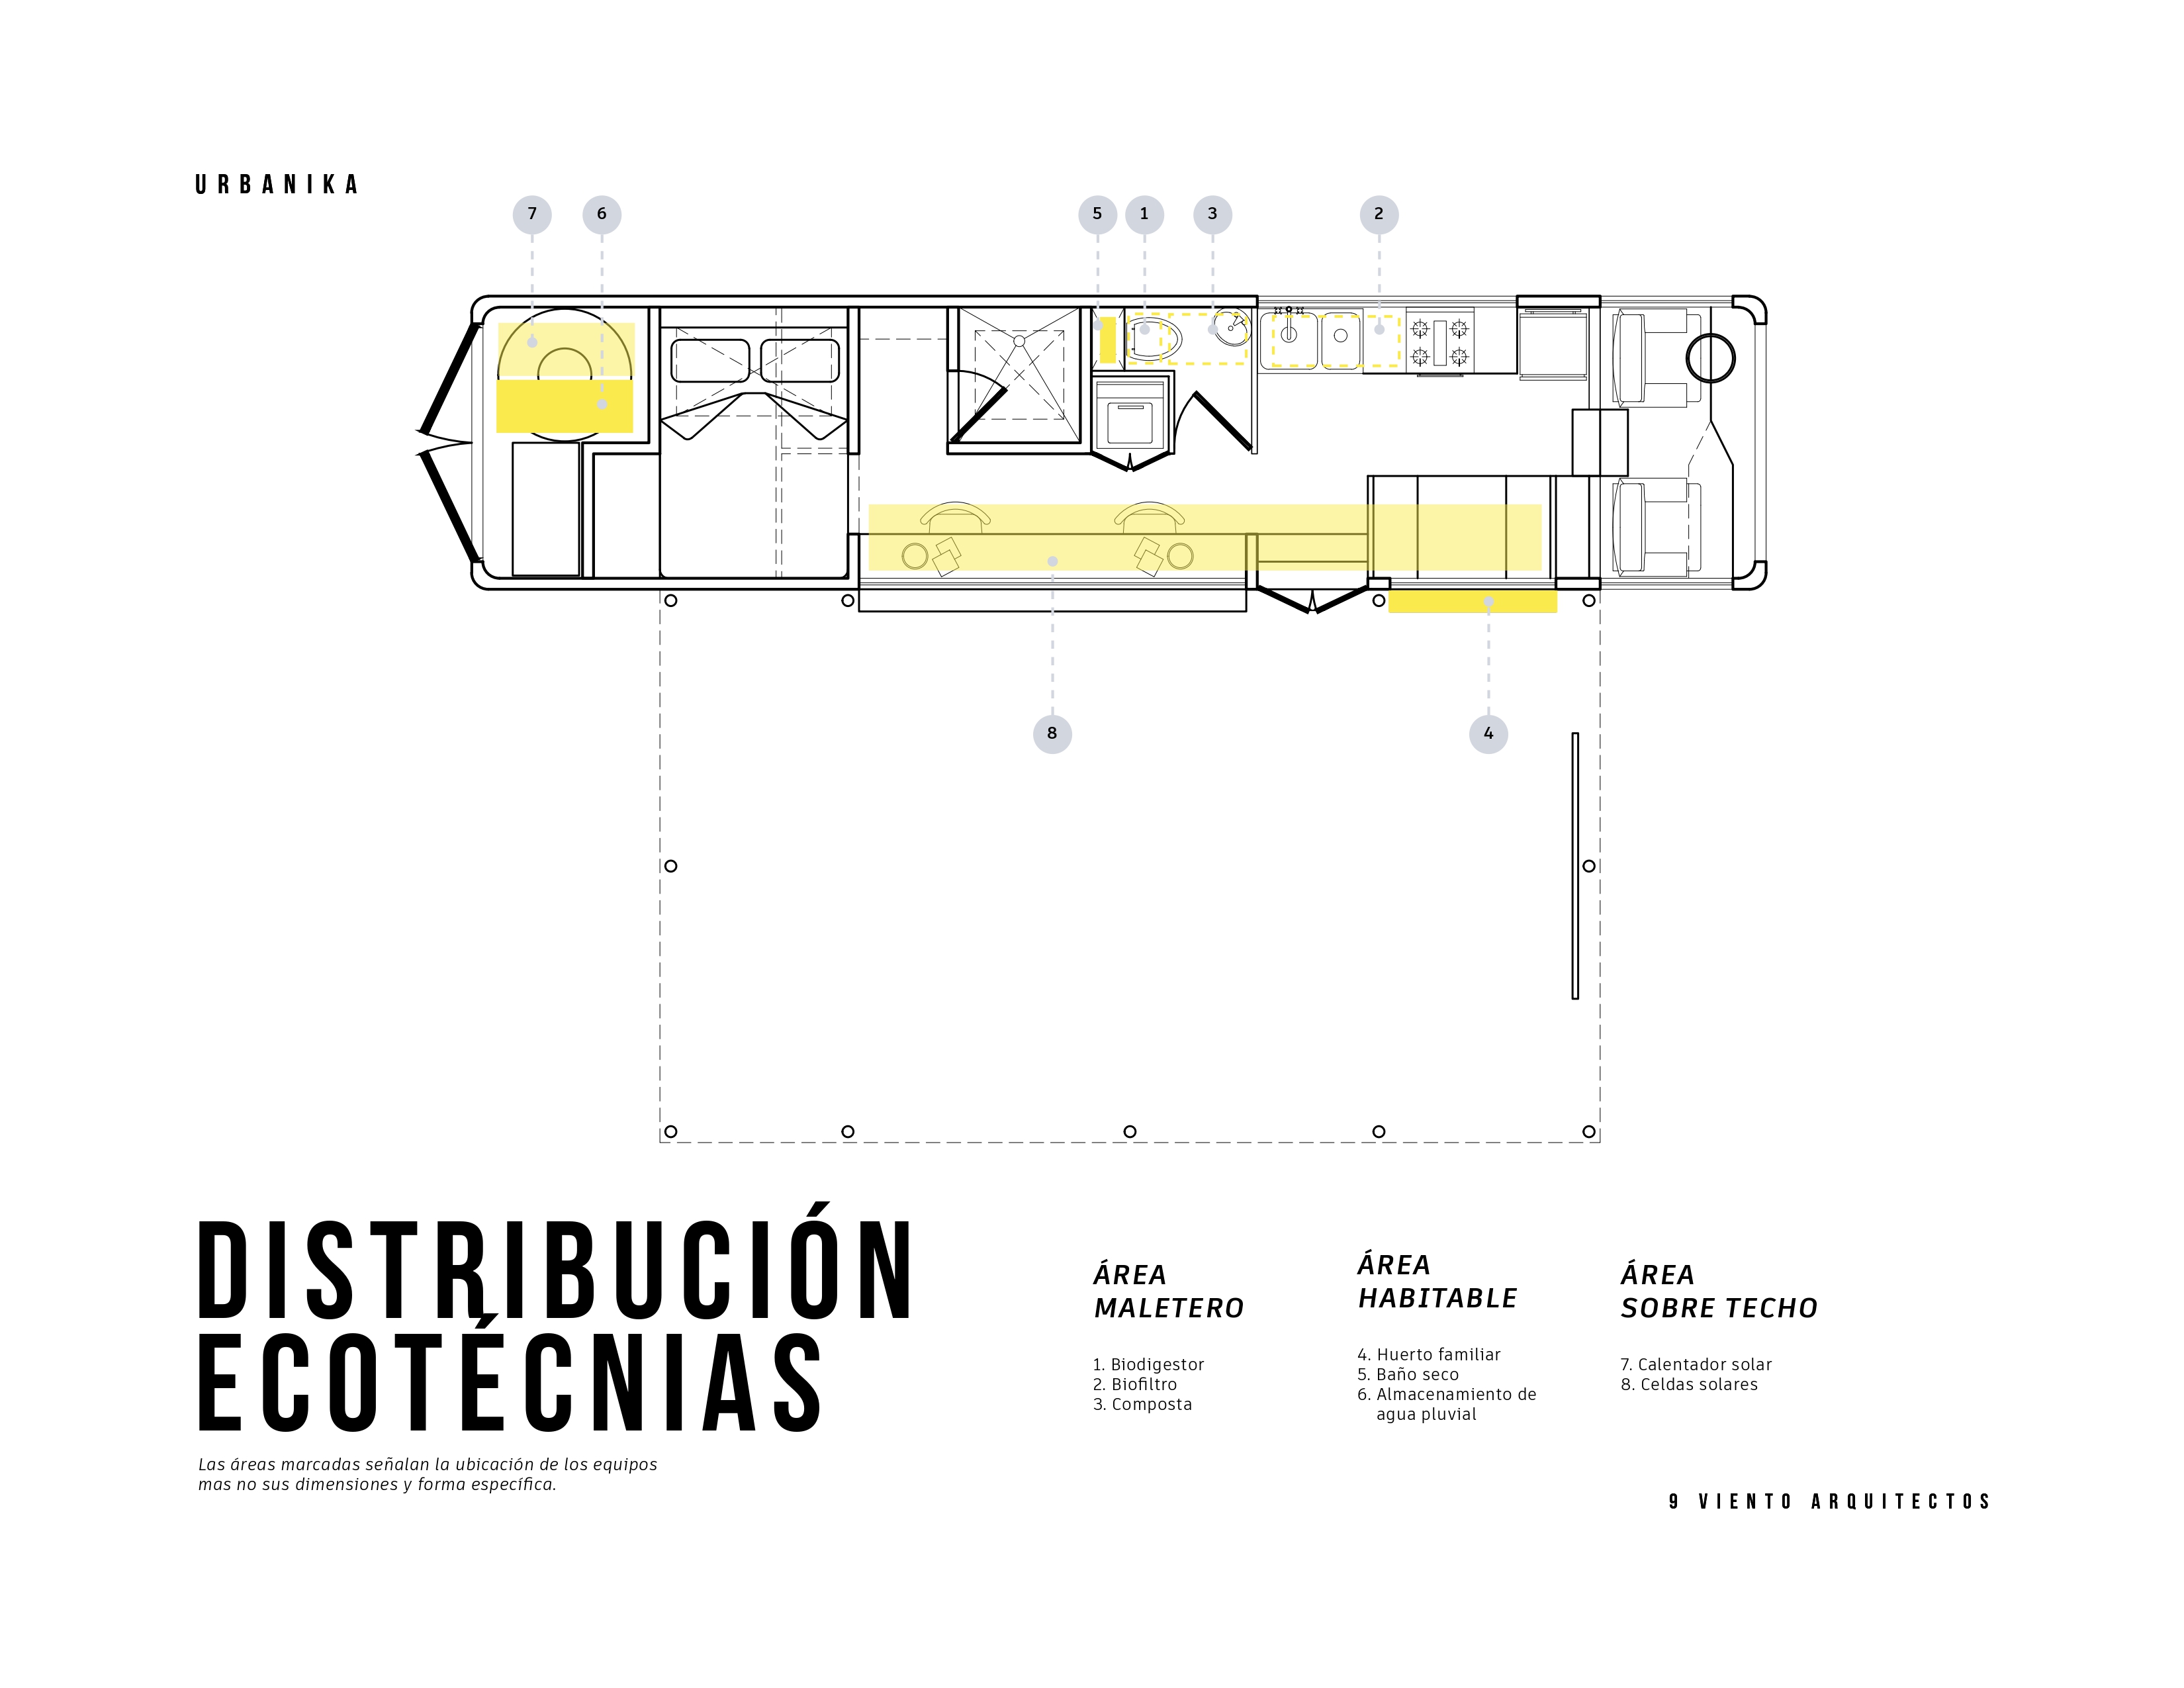 URBANIKA
7 6 5 1 3 2
8 4
DISTRIBUCIÓN
ECOTÉCNIAS
Las áreas marcadas señalan la ubicación de los equipos
mas no sus dimensiones y forma específica.
ÁREA
MALETERO
1. Biodigestor
2. Biofiltro
3. Composta
ÁREA
HABITABLE
4. Huerto familiar
5. Baño seco
6. Almacenamiento de
agua pluvial
ÁREA
SOBRE TECHO
7. Calentador solar
8. Celdas solares
9 VIENTO ARQUITECTOS